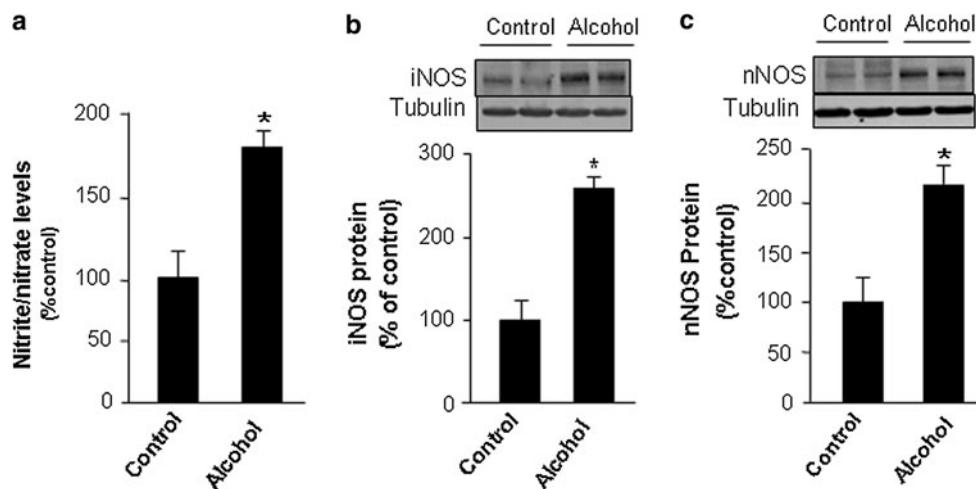 a
Nitrite/nitrate levels
(%control)
200
150
100
50
0
*
Control
Alcohol
b
Control Alcohol
iNOS
Tubulin
iNOS protein
(% of control)
300
200
100
0
*
Control
Alcohol
c
Control Alcohol
nNOS
Tubulin
nNOS Protein
(%control)
250
200
150
100
50
0
*
Control
Alcohol